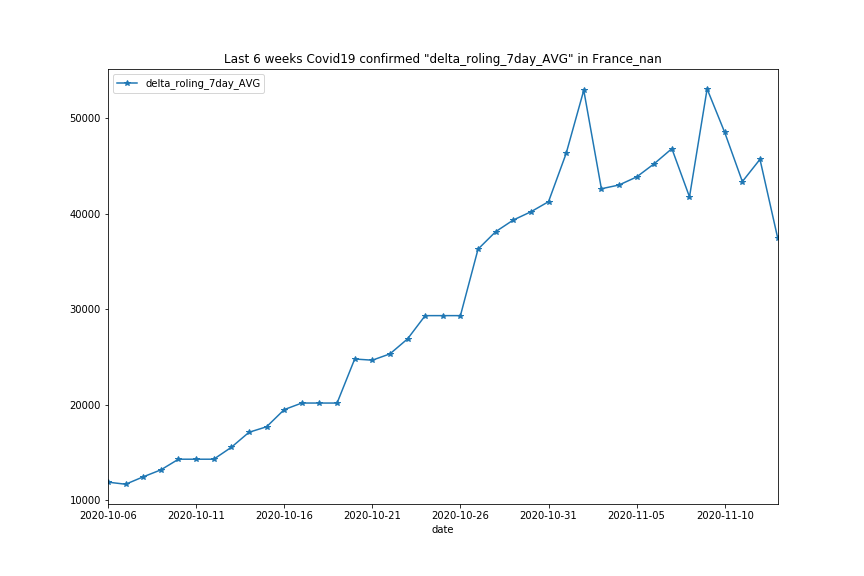 Last 6 weeks Covid19 confirmed "delta_roling_7day_AVG" in France_nan
delta_roling_7day_AVG
50000
40000
30000
20000
10000
2020-10-06 2020-10-11 2020-10-16 2020-10-21 2020-10-26 2020-10-31 2020-11-05 2020-11-10
date